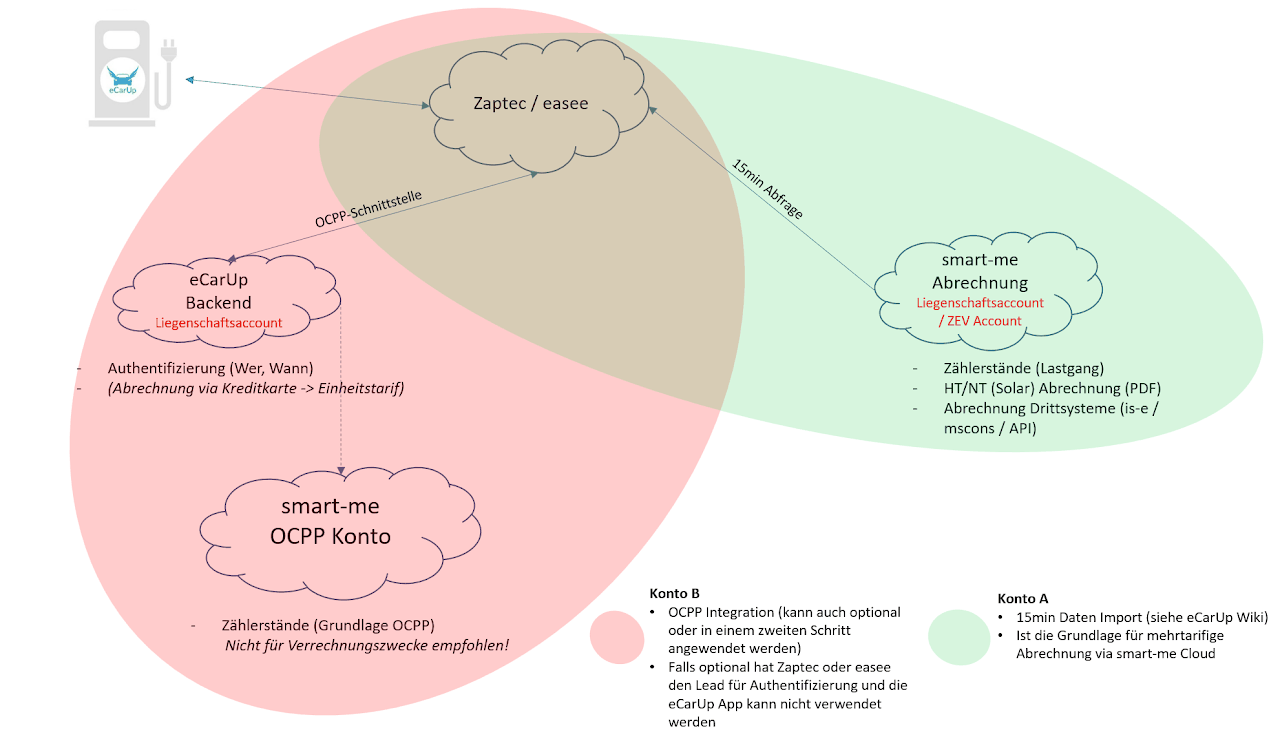 eCarUp
Zaptec / easee
15min Abfrage
OCPP-Schnittstelle
eCarUp
Backend
Liegenschaftsaccount
- Authentifizierung (Wer, Wann)
- (Abrechnung via Kreditkarte -> Einheitstarif)
smart-me
Abrechnung
Liegenschaftsaccount
/ ZEV Account
- Zählerstände (Lastgang)
- HT/NT (Solar) Abrechnung (PDF)
- Abrechnung Drittsysteme (is-e /
mscons / API)
smart-me
OCPP Konto
- Zählerstände (Grundlage OCPP)
Nicht für Verrechnungszwecke empfohlen!
Konto B
• OCPP Integration (kann auch optional
oder in einem zweiten Schritt
angewendet werden)
• Falls optional hat Zaptec oder easee
den Lead für Authentifizierung und die
eCarUp App kann nicht verwendet
werden
Konto A
• 15min Daten Import (siehe eCarUp Wiki)
• Ist die Grundlage für mehrtarifige
Abrechnung via smart-me Cloud